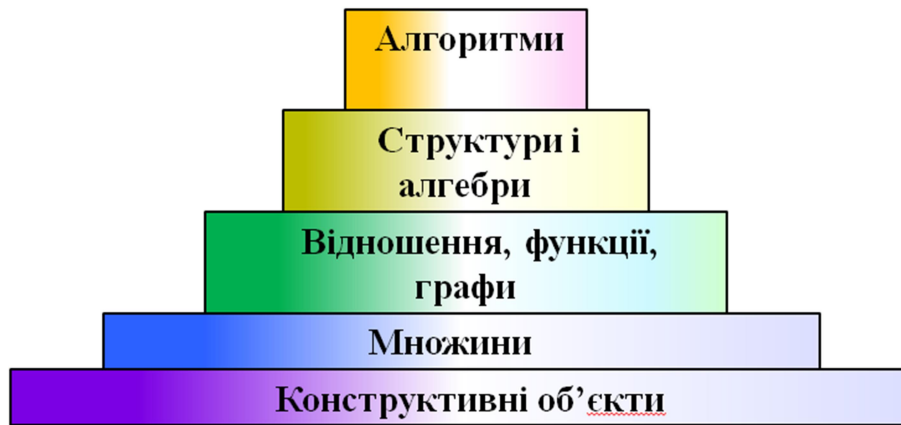 Алгоритми
Структури і
алгебри
Відношення, функції,
графи
Множини
Конструктивні об’єкти